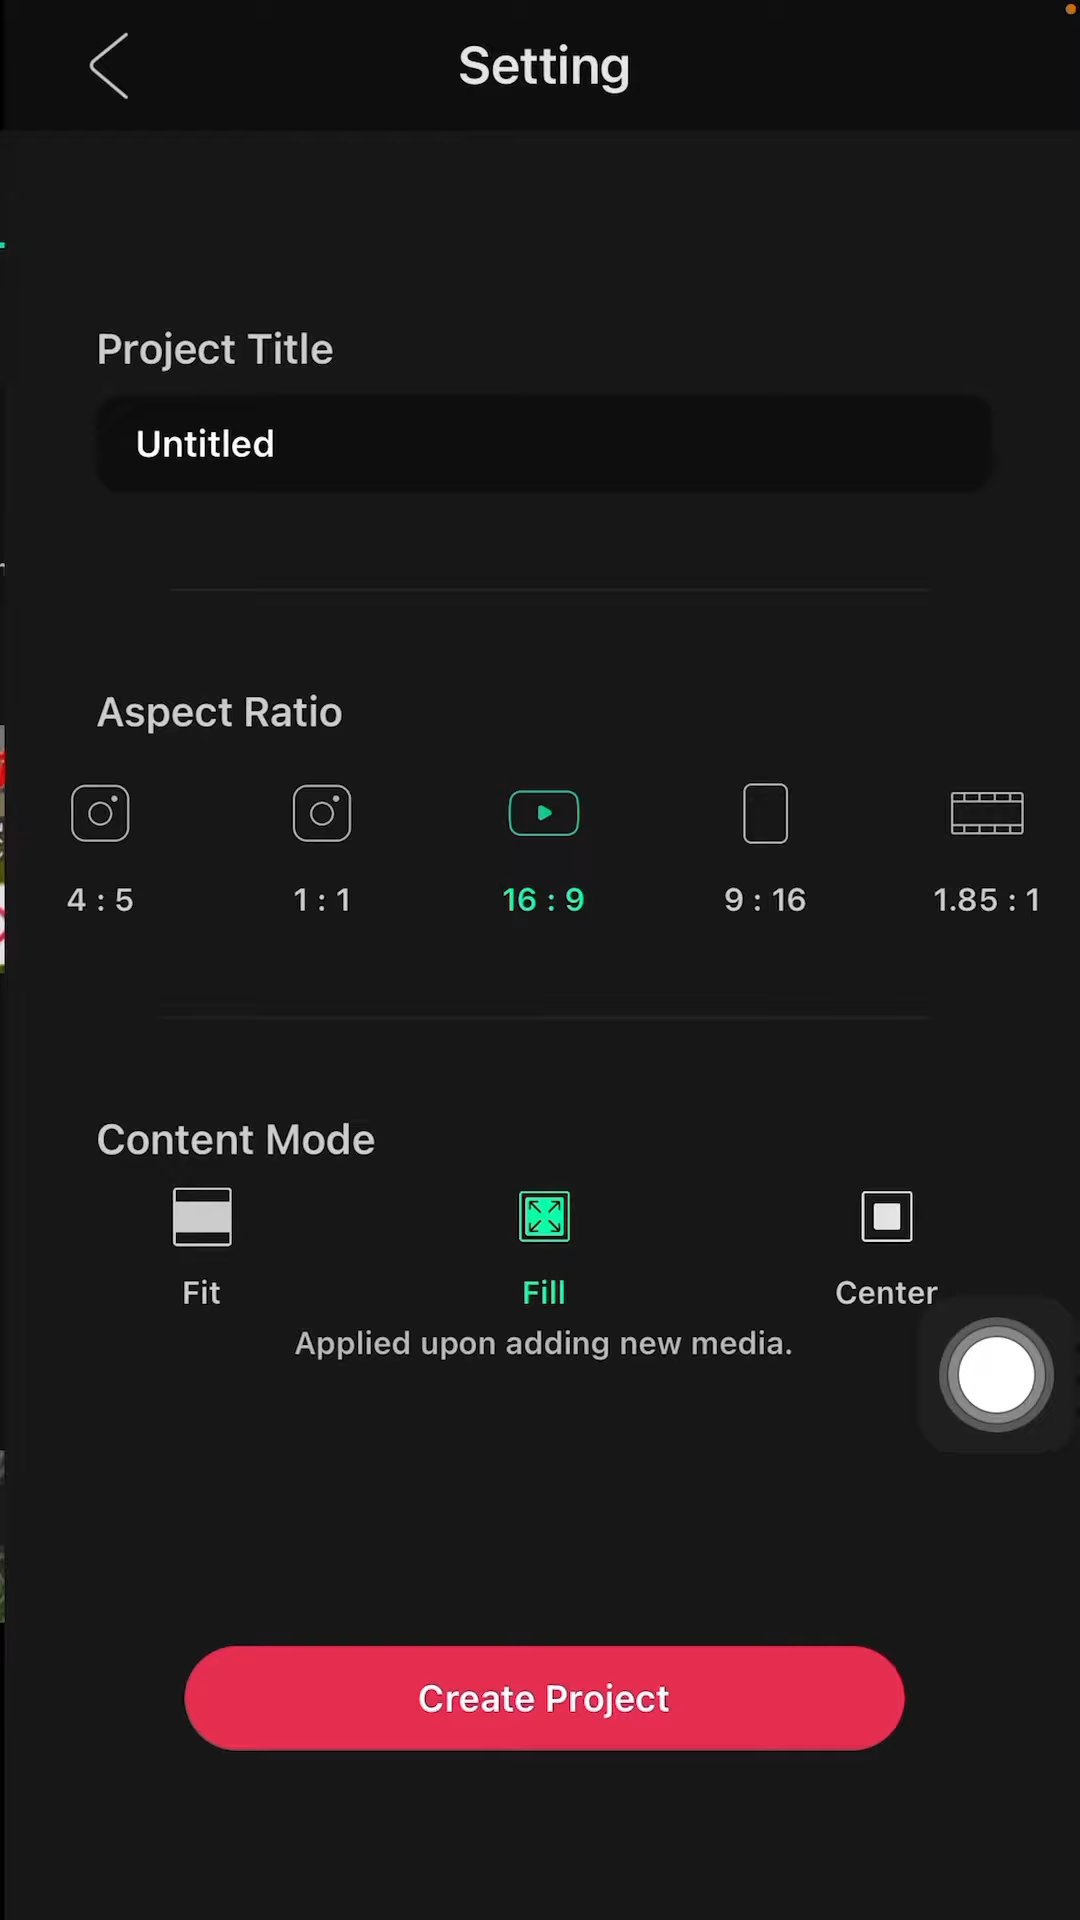 Setting
Project Title
Untitled
Aspect Ratio
4 : 5
1 : 1
16 : 9
9 : 16
1.85 : 1
Content Mode
Fit
Fill
Center
Applied upon adding new media.
Create Project